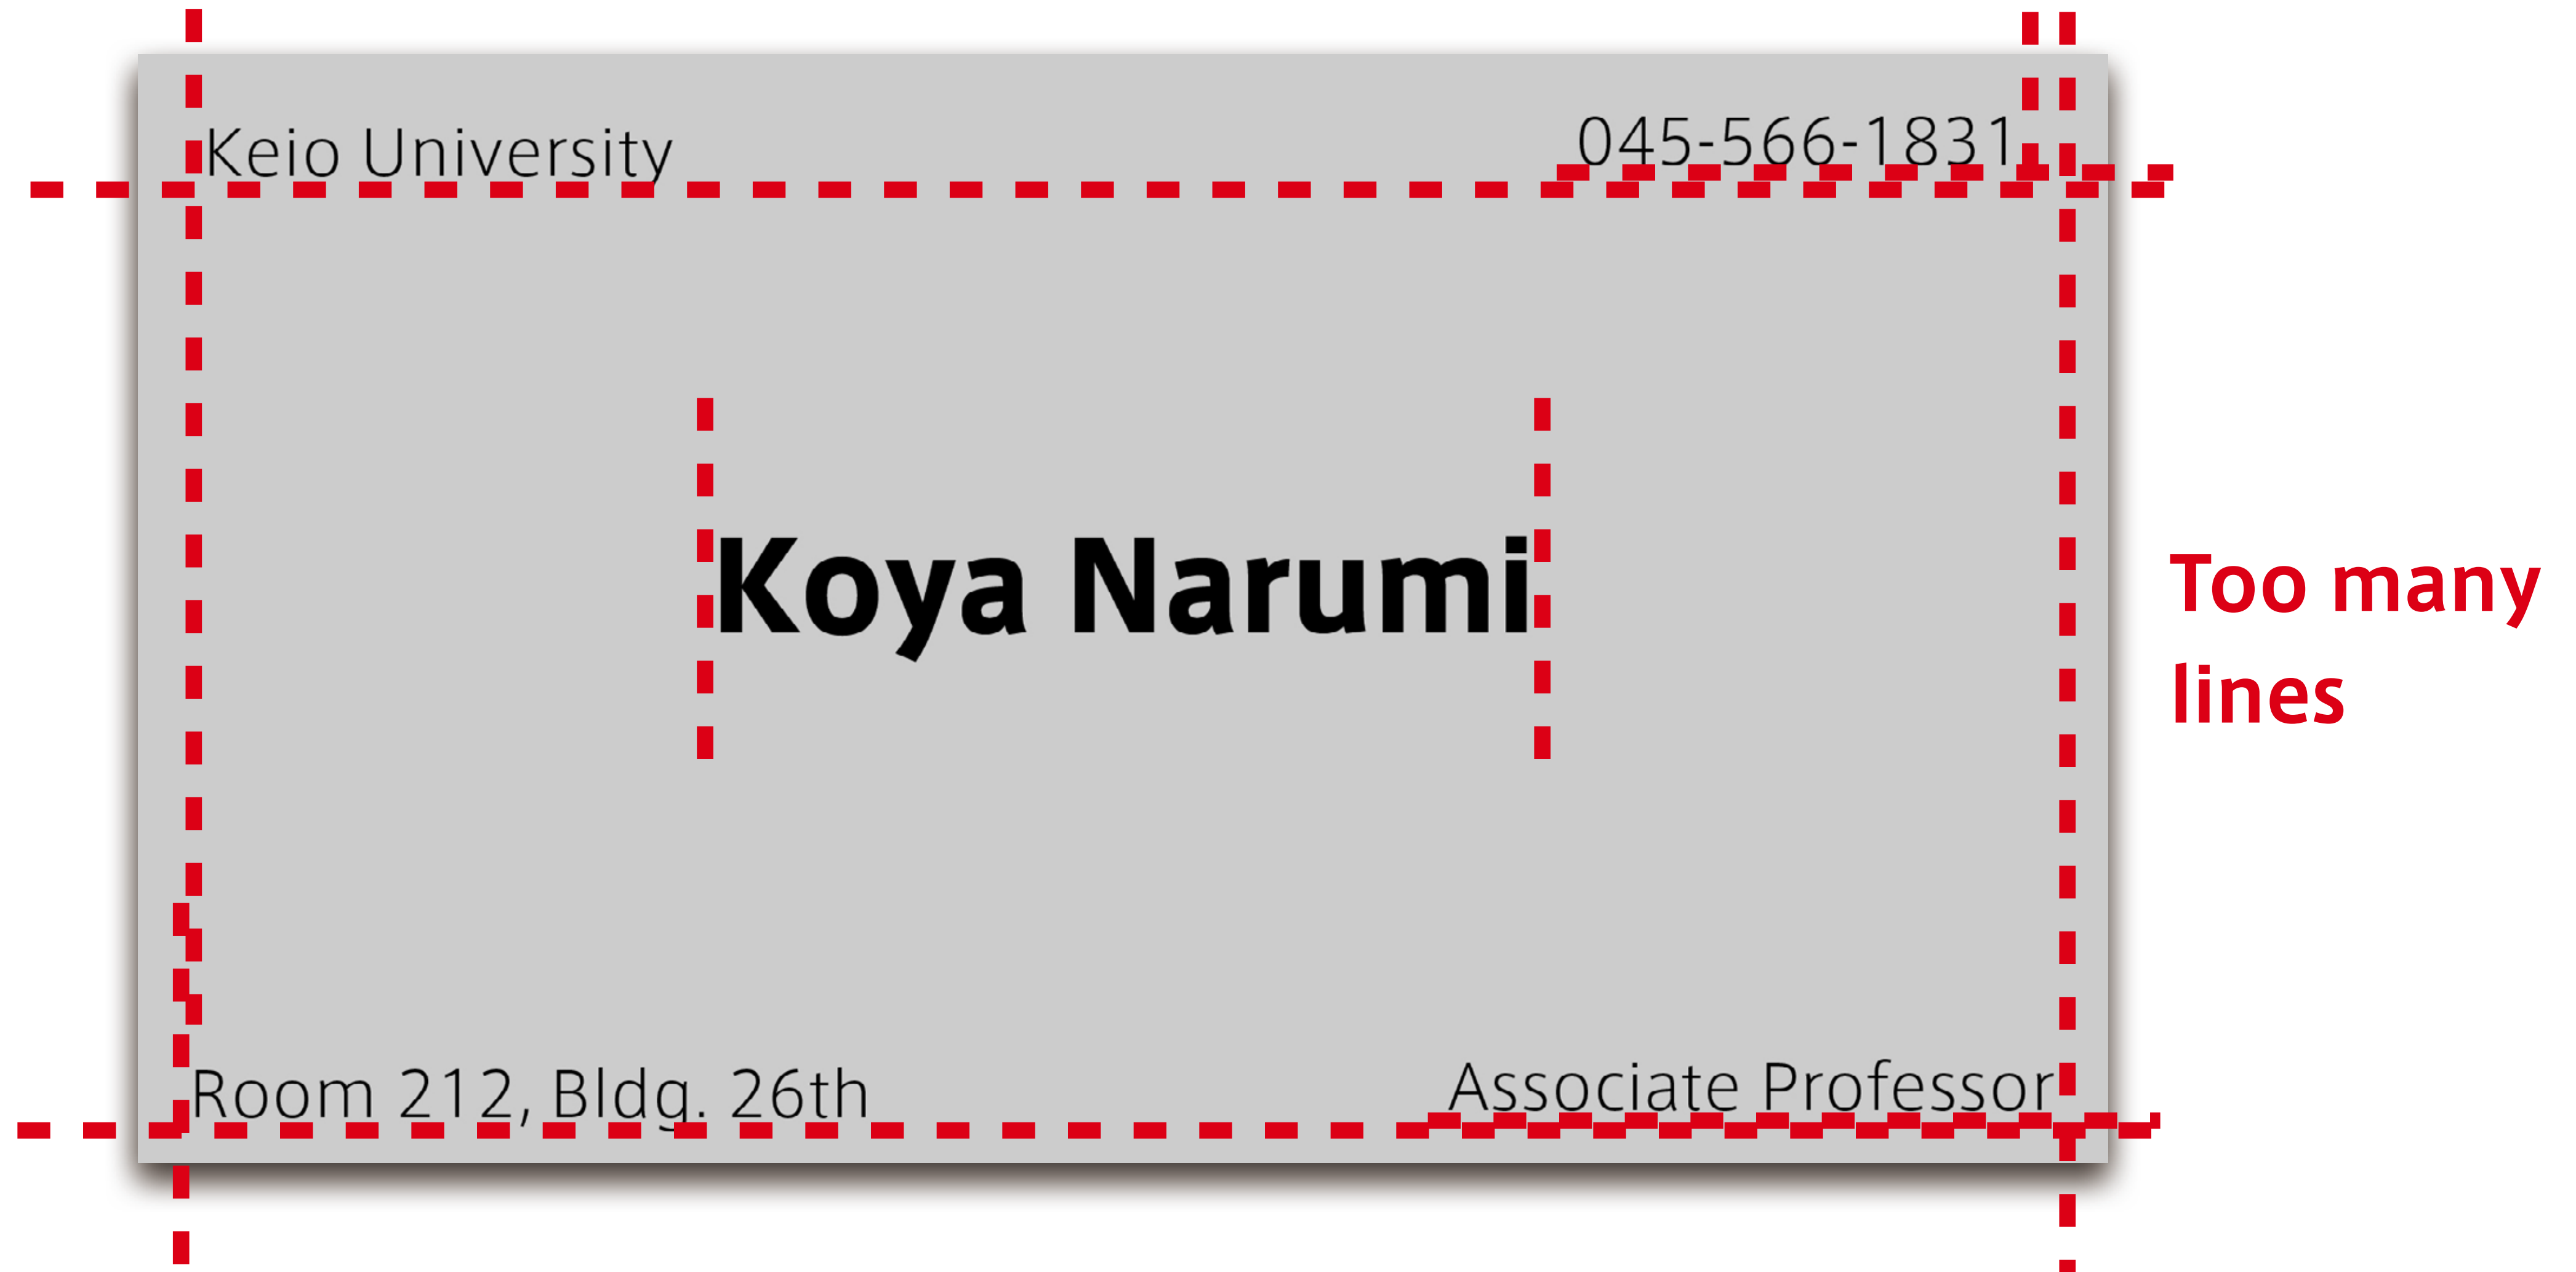 Keio University
045-566-1831
Koya Narumi
Too many
lines
Room 212, Bldg. 26th
Associate Professor